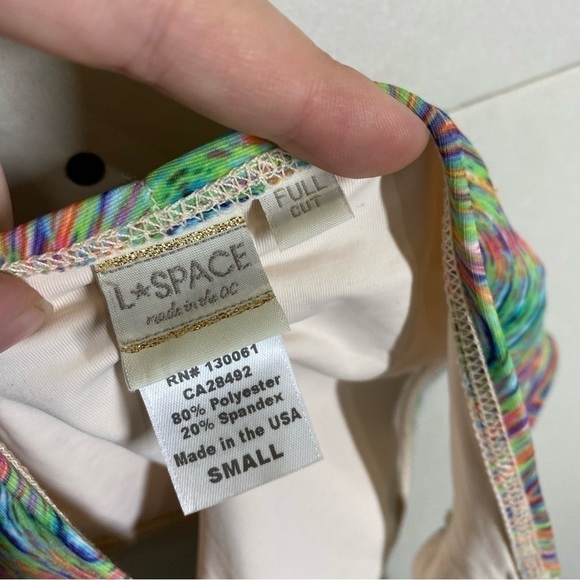 FULL
CUT
L*SPACE
made in the OC
RN# 130061
CA28492
80% Polyester
20% Spandex
Made in the USA
SMALL